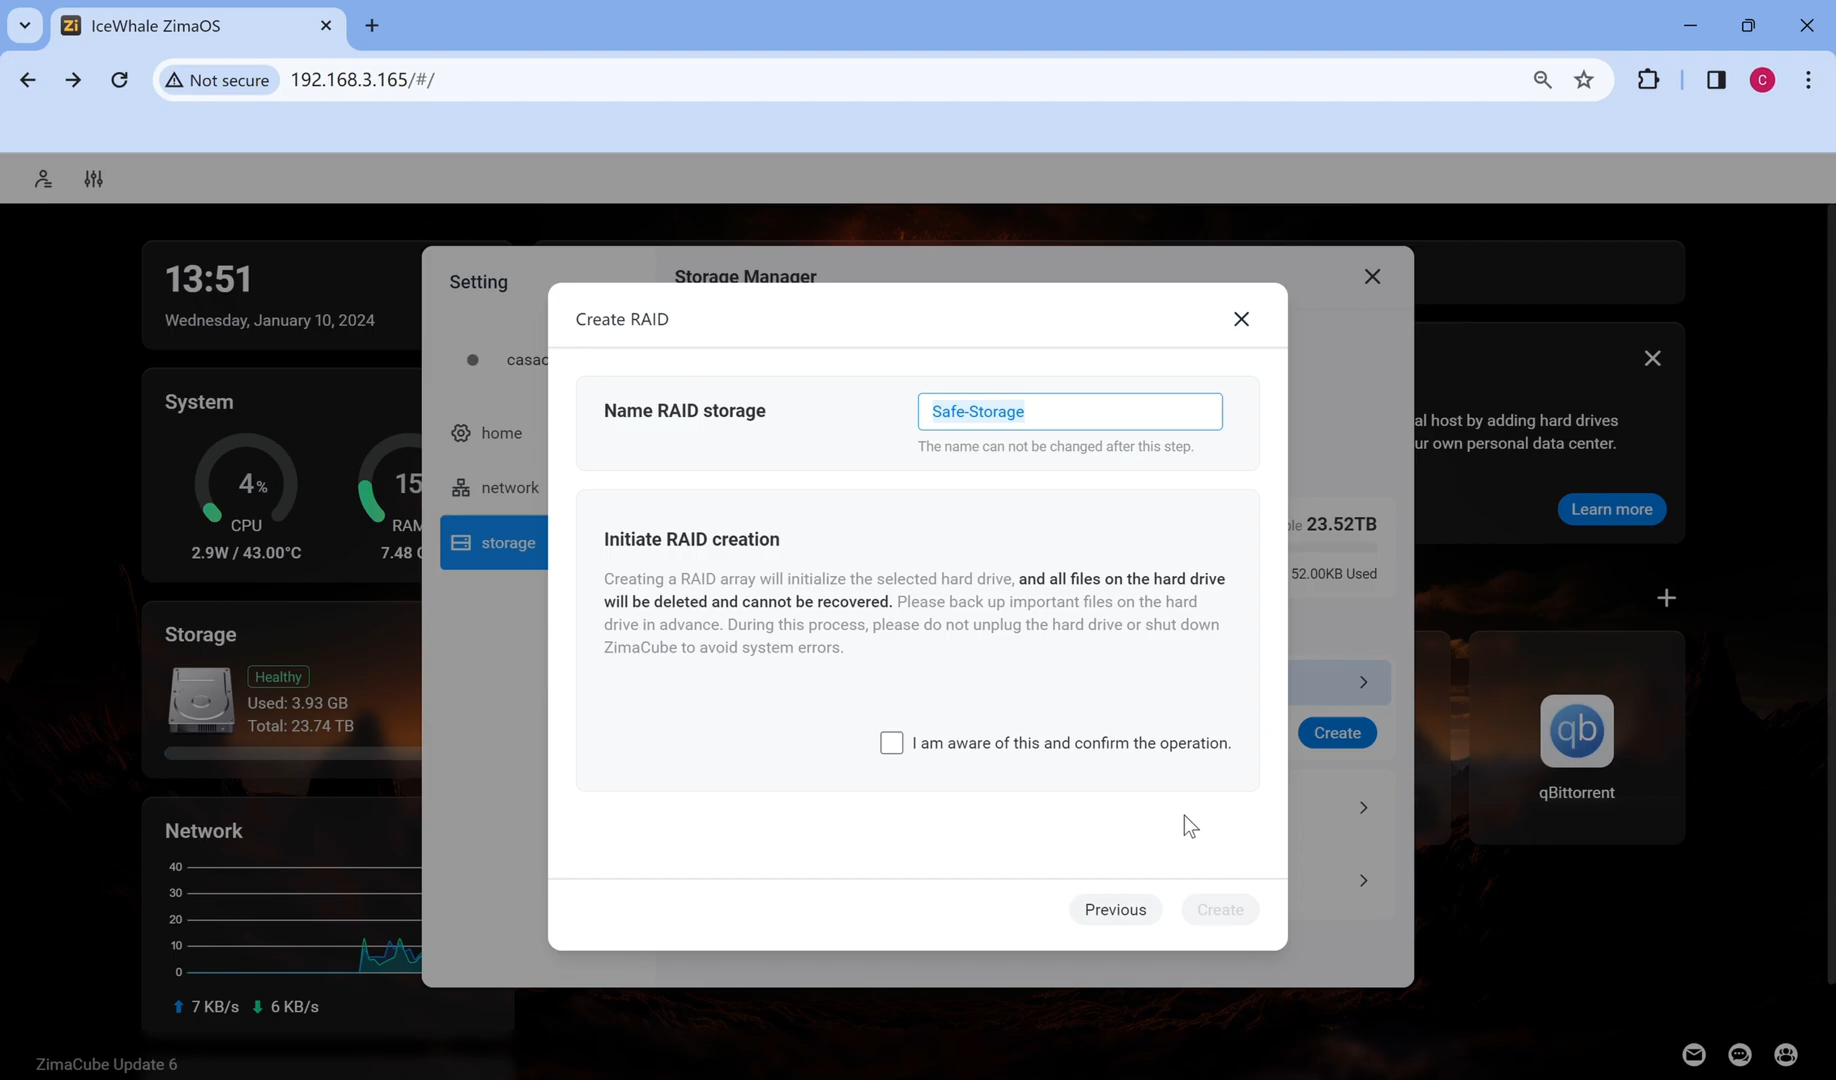 IceWhale ZimaOS
Not secure 192.168.3.165/#/
C
13:51
Wednesday, January 10, 2024
System
4%
CPU
2.9W / 43.00°C
15
RAM
7.48
Storage
Healthy
Used: 3.93 GB
Total: 23.74 TB
Network
40
30
20
10
0
7 KB/s 6 KB/s
ZimaCube Update 6
Setting
home
network
storage
Storage Manager
Create RAID
Name RAID storage
Safe-Storage
The name can not be changed after this step.
Initiate RAID creation
Creating a RAID array will initialize the selected hard drive, and all files on the hard drive
will be deleted and cannot be recovered. Please back up important files on the hard
drive in advance. During this process, please do not unplug the hard drive or shut down
ZimaCube to avoid system errors.
I am aware of this and confirm the operation.
Previous
Create
23.52TB
52.00KB Used
Create
host by adding hard drives
own personal data center.
Learn more
qb
qBittorrent